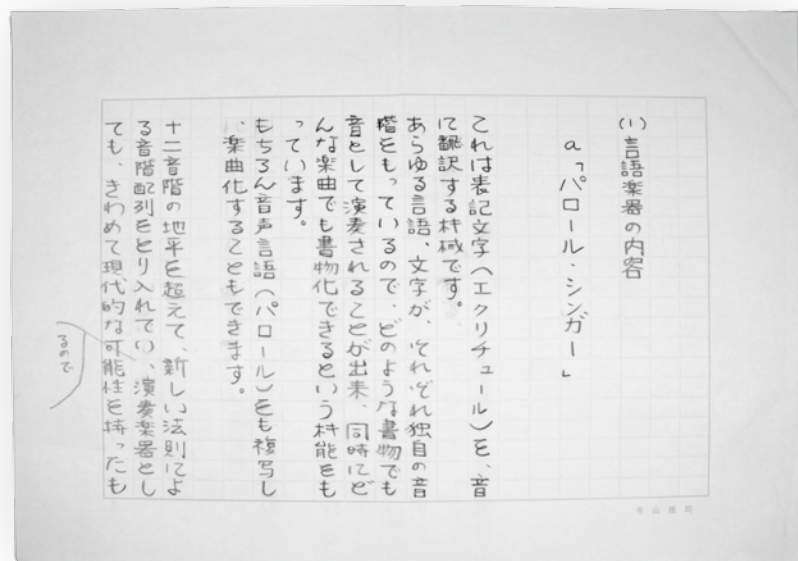 (1) 言語楽器の内容
a「パロール・シンガー」
これは表記文字(エクリチュール)を、音
に翻訳する材械です。
あらゆる言語、文字が、それぞれ独自の音
階をもっているので、どのような書物でも
音として演奏されることが出来、同時にど
んな楽曲でも書物化できるという材能をも
っています。
もちろん音声言語(パロール)をも複写し
、楽曲化することもできます。
十二音階の地平を超えて、新しい法則によ
る音階配列をとり入れてい、演奏楽器とし
ても、きわめて現代的な可能性を持ったも
るので
寺山修司